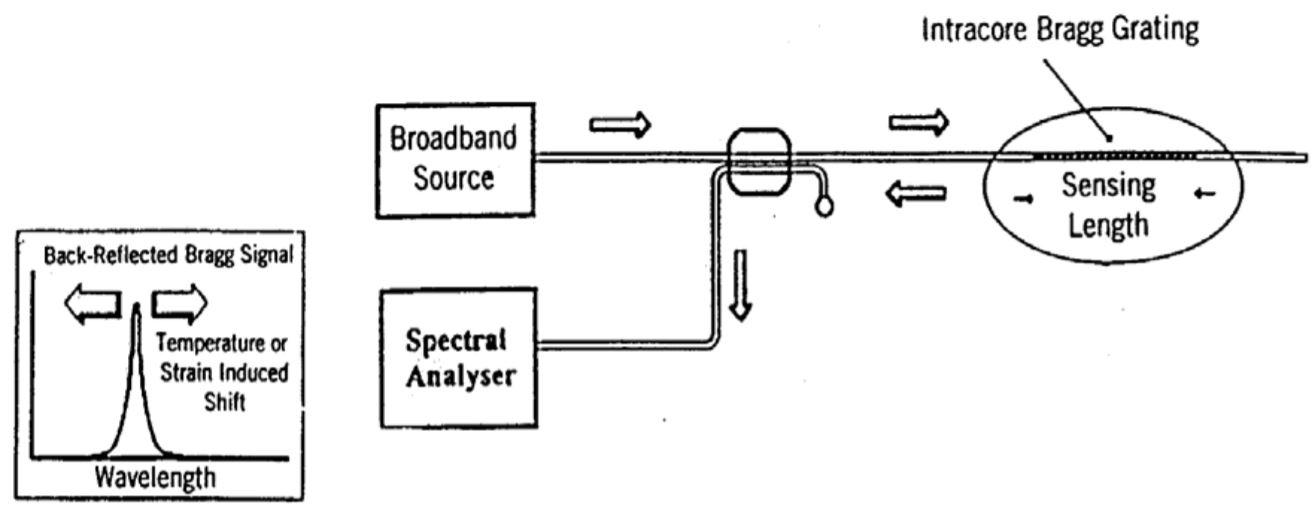 Intracore Bragg Grating
Broadband
Source
Sensing
Length
Back-Reflected Bragg Signal
Temperature or
Strain Induced
Shift
Wavelength
Spectral
Analyser